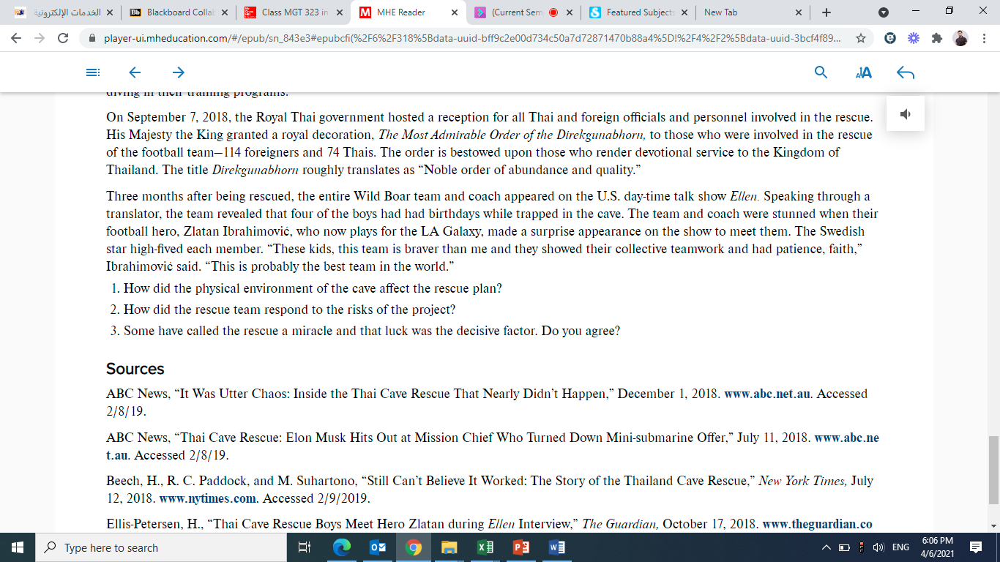 الخدمات الإلكترونية
Blackboard Collab
Class MGT 323 in
MHE Reader
(Current Sem
Featured Subjects
New Tab
player-ui.mheducation.com/#/epub/sn_843e3#epubcfi(%2F6%2F318%5Bdata-uuid-bff9c2e00d734c50a7d72871470b88a4%5D!%2F4%2F2%5Bdata-uuid-3bcf4f89...
diving in their training programs.
On September 7, 2018, the Royal Thai government hosted a reception for all Thai and foreign officials and personnel involved in the rescue.
His Majesty the King granted a royal decoration, The Most Admirable Order of the Direkgunabhorn, to those who were involved in the rescue
of the football team—114 foreigners and 74 Thais. The order is bestowed upon those who render devotional service to the Kingdom of
Thailand. The title Direkgunabhorn roughly translates as “Noble order of abundance and quality.”
Three months after being rescued, the entire Wild Boar team and coach appeared on the U.S. day-time talk show Ellen. Speaking through a
translator, the team revealed that four of the boys had had birthdays while trapped in the cave. The team and coach were stunned when their
football hero, Zlatan Ibrahimović, who now plays for the LA Galaxy, made a surprise appearance on the show to meet them. The Swedish
star high-fived each member. “These kids, this team is braver than me and they showed their collective teamwork and had patience, faith,”
Ibrahimović said. “This is probably the best team in the world.”
1. How did the physical environment of the cave affect the rescue plan?
2. How did the rescue team respond to the risks of the project?
3. Some have called the rescue a miracle and that luck was the decisive factor. Do you agree?
Sources
ABC News, “It Was Utter Chaos: Inside the Thai Cave Rescue That Nearly Didn’t Happen,” December 1, 2018. www.abc.net.au. Accessed
2/8/19.
ABC News, “Thai Cave Rescue: Elon Musk Hits Out at Mission Chief Who Turned Down Mini-submarine Offer,” July 11, 2018. www.abc.ne
t.au. Accessed 2/8/19.
Beech, H., R. C. Paddock, and M. Suhartono, “Still Can’t Believe It Worked: The Story of the Thailand Cave Rescue,” New York Times, July
12, 2018. www.nytimes.com. Accessed 2/9/2019.
Ellis-Petersen, H., “Thai Cave Rescue Boys Meet Hero Zlatan during Ellen Interview,” The Guardian, October 17, 2018. www.theguardian.co
Type here to search
ENG
6:06 PM
4/6/2021